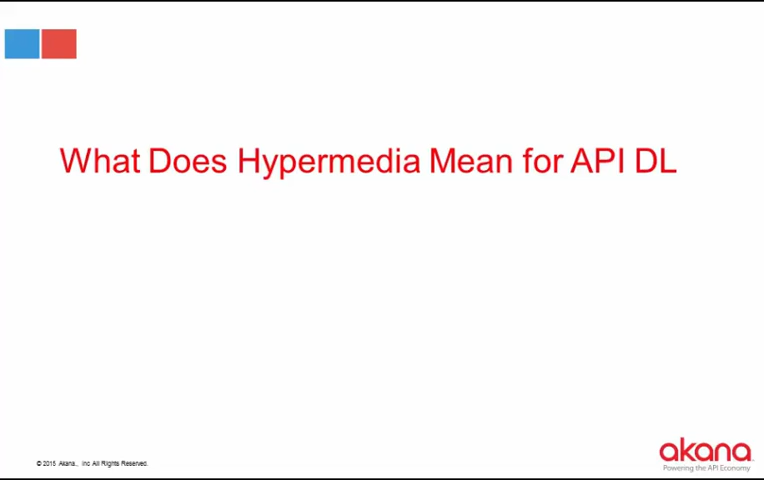 What Does Hypermedia Mean for API DL
© 2015 Akana., Inc All Rights Reserved.
akana
Powering the API Economy